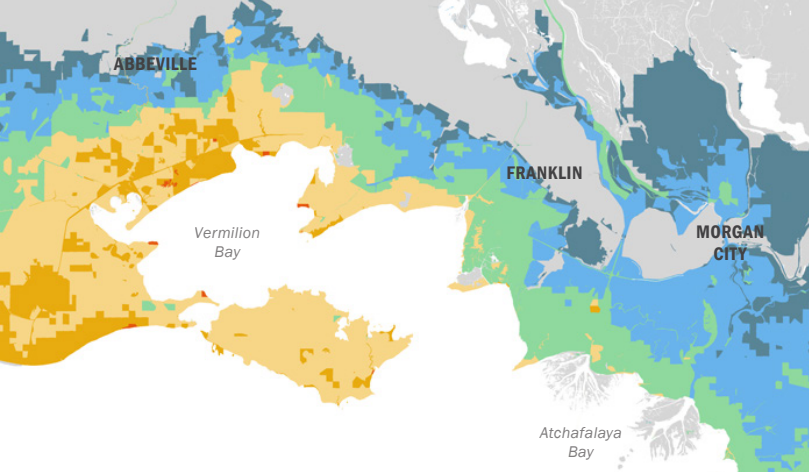 ABBEVILLE
FRANKLIN
Vermilion
Bay
MORGAN
CITY
Atchafalaya
Bay